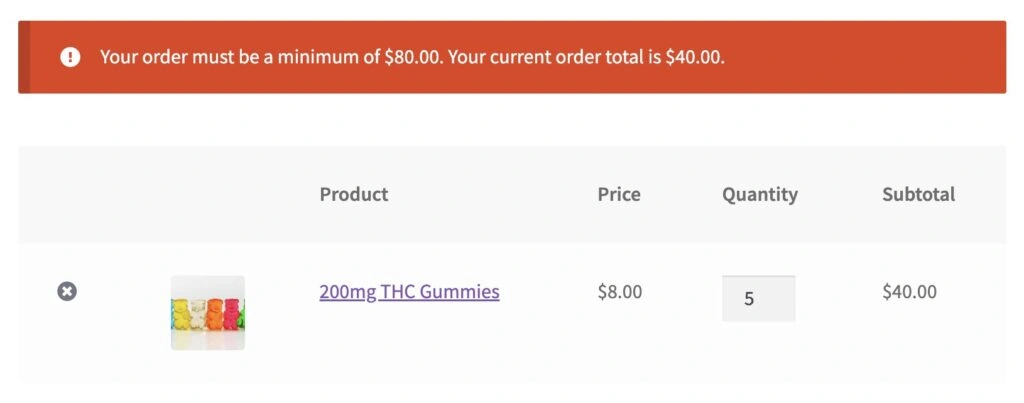 Your order must be a minimum of $80.00. Your current order total is $40.00.
Product Price Quantity Subtotal
200mg THC Gummies $8.00 5 $40.00